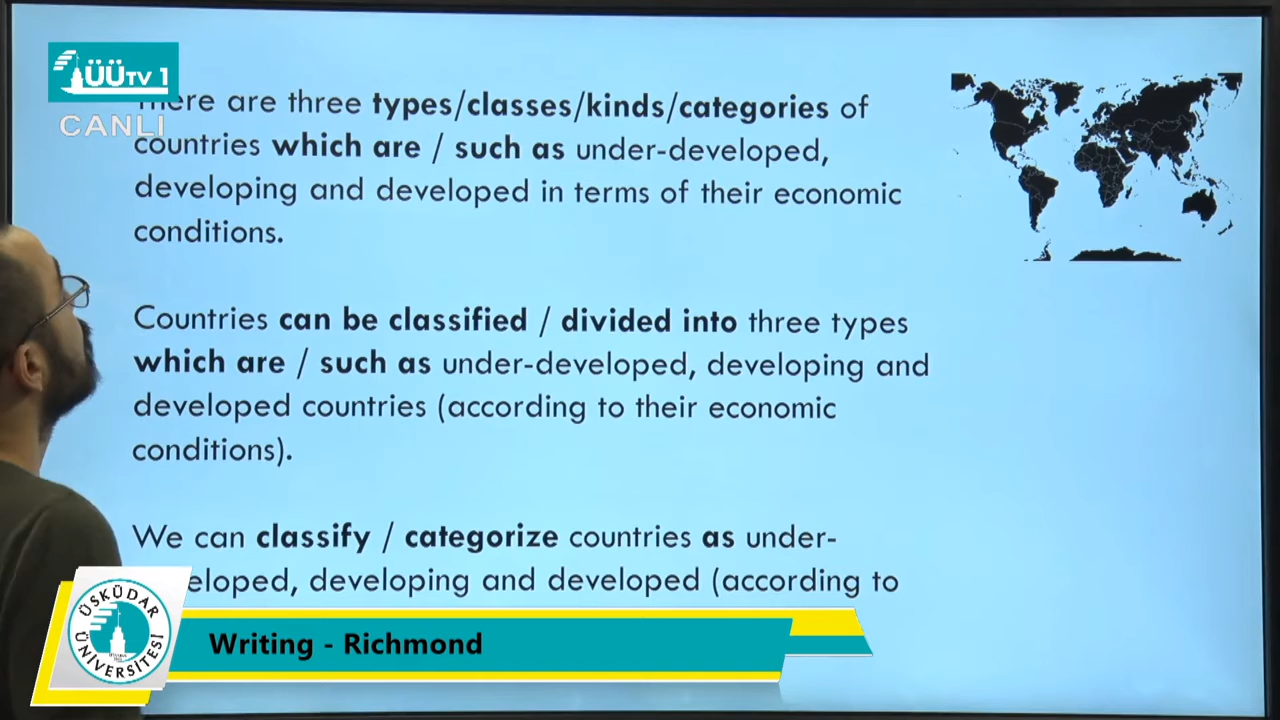 ÜÜTV 1
CANLI
There are three types/classes/kinds/categories of
countries which are / such as under-developed,
developing and developed in terms of their economic
conditions.
Countries can be classified / divided into three types
which are / such as under-developed, developing and
developed countries (according to their economic
conditions).
We can classify / categorize countries as under-
eloped, developing and developed (according to
ÜSKÜDAR
ÜNİVERSİTESİ
Writing - Richmond